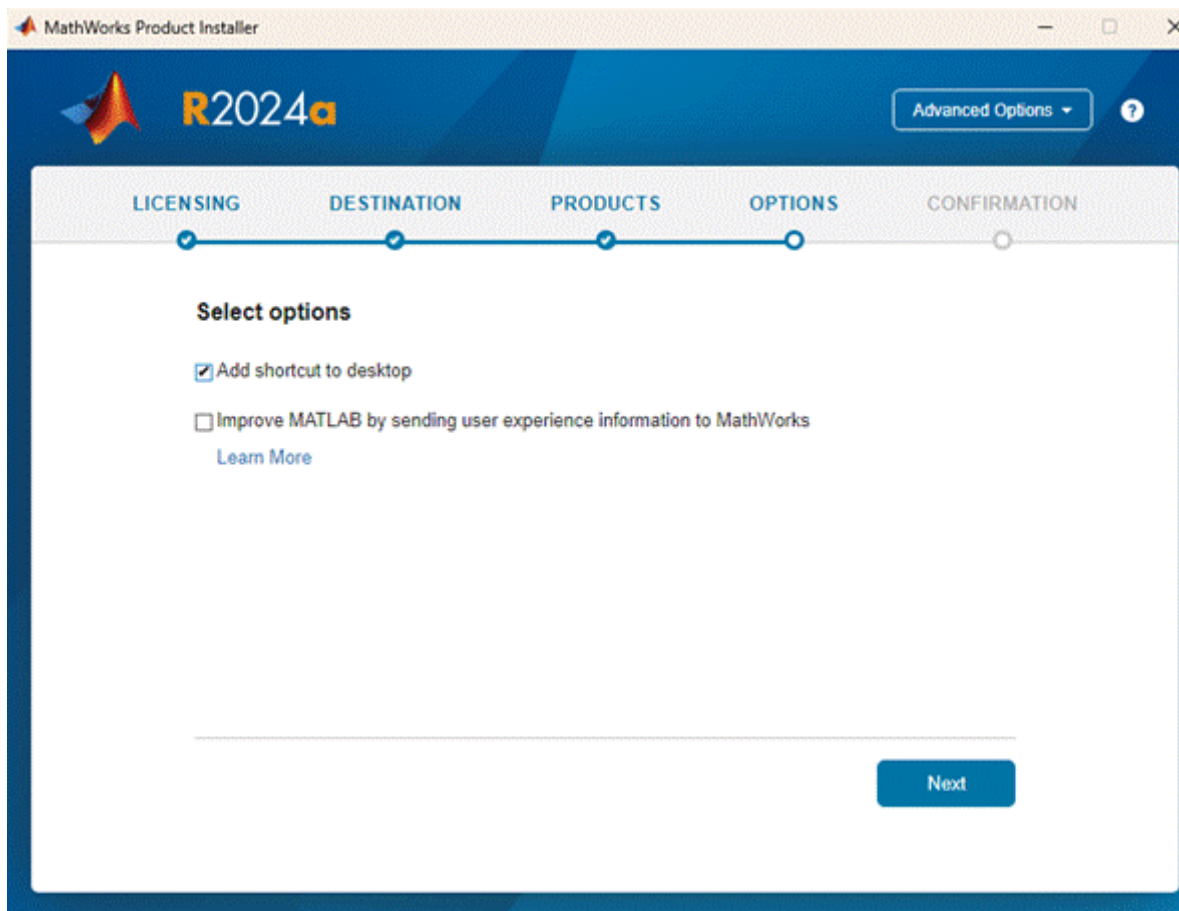 MathWorks Product Installer
R2024a
Advanced Options
?
LICENSING DESTINATION PRODUCTS OPTIONS CONFIRMATION
Select options
Add shortcut to desktop
Improve MATLAB by sending user experience information to MathWorks
Learn More
Next